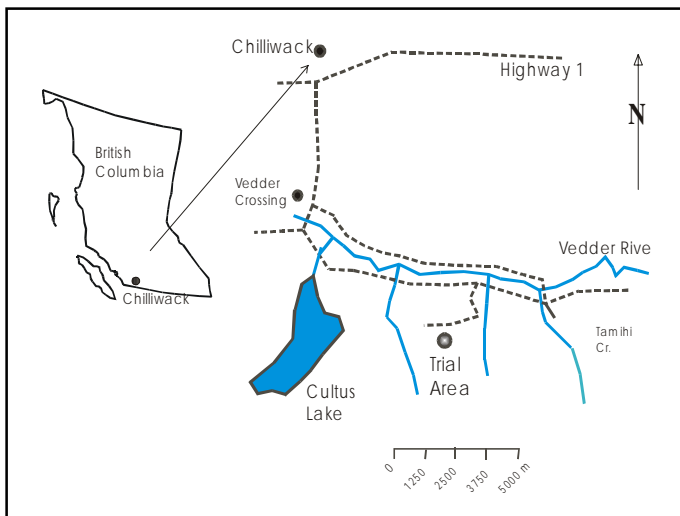 Chilliwack
Highway 1
N
British
Columbia
Vedder
Crossing
Vedder Rive
Chilliwack
Tamihi
Cr.
Trial
Area
Cultus
Lake
0
1250
2500
3750
5000 m